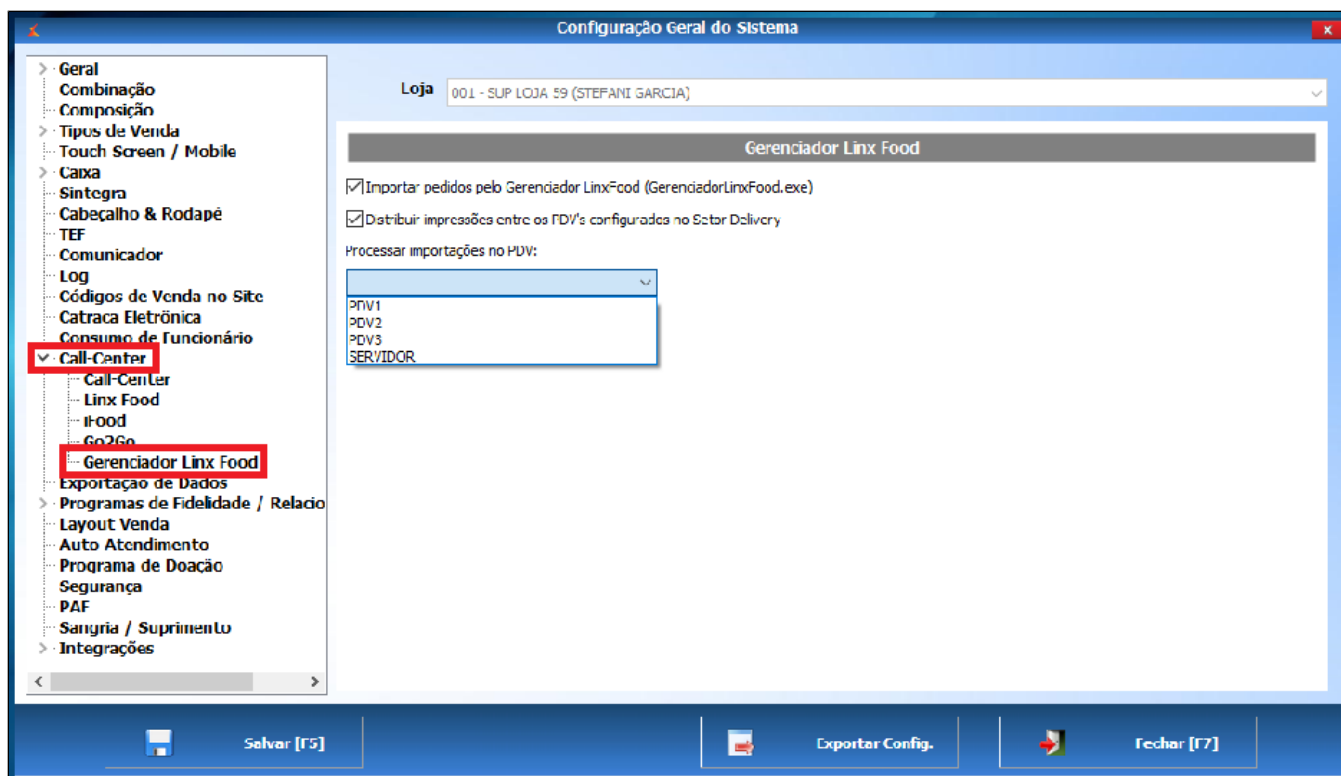 Configuração Geral do Sistema
Geral
Combinação
Composição
Tipos de Venda
Touch Screen / Mobile
Caixa
Sintegra
Cabeçalho & Rodapé
TEF
Comunicador
Log
Códigos de Venda no Site
Catraca Eletrônica
Consumo de Funcionário
Call-Center
Call-Center
Linx Food
iFood
Go2Go
Gerenciador Linx Food
Exportação de Dados
Programas de Fidelidade / Relacio
Layout Venda
Auto Atendimento
Programa de Doação
Segurança
PAF
Sangria / Suprimento
Integrações
Loja 001 - SUP LOJA 59 (STEFANI GARCIA)
Gerenciador Linx Food
Importar pedidos pelo Gerenciador LinxFood (GerenciadorLinxFood.exe)
Distribuir impressões entre os PDV's configurados no Setor Delivery
Processar importações no PDV:
PDV1
PDV2
PDV3
SERVIDOR
Salvar [F5]
Exportar Config.
Fechar [F7]